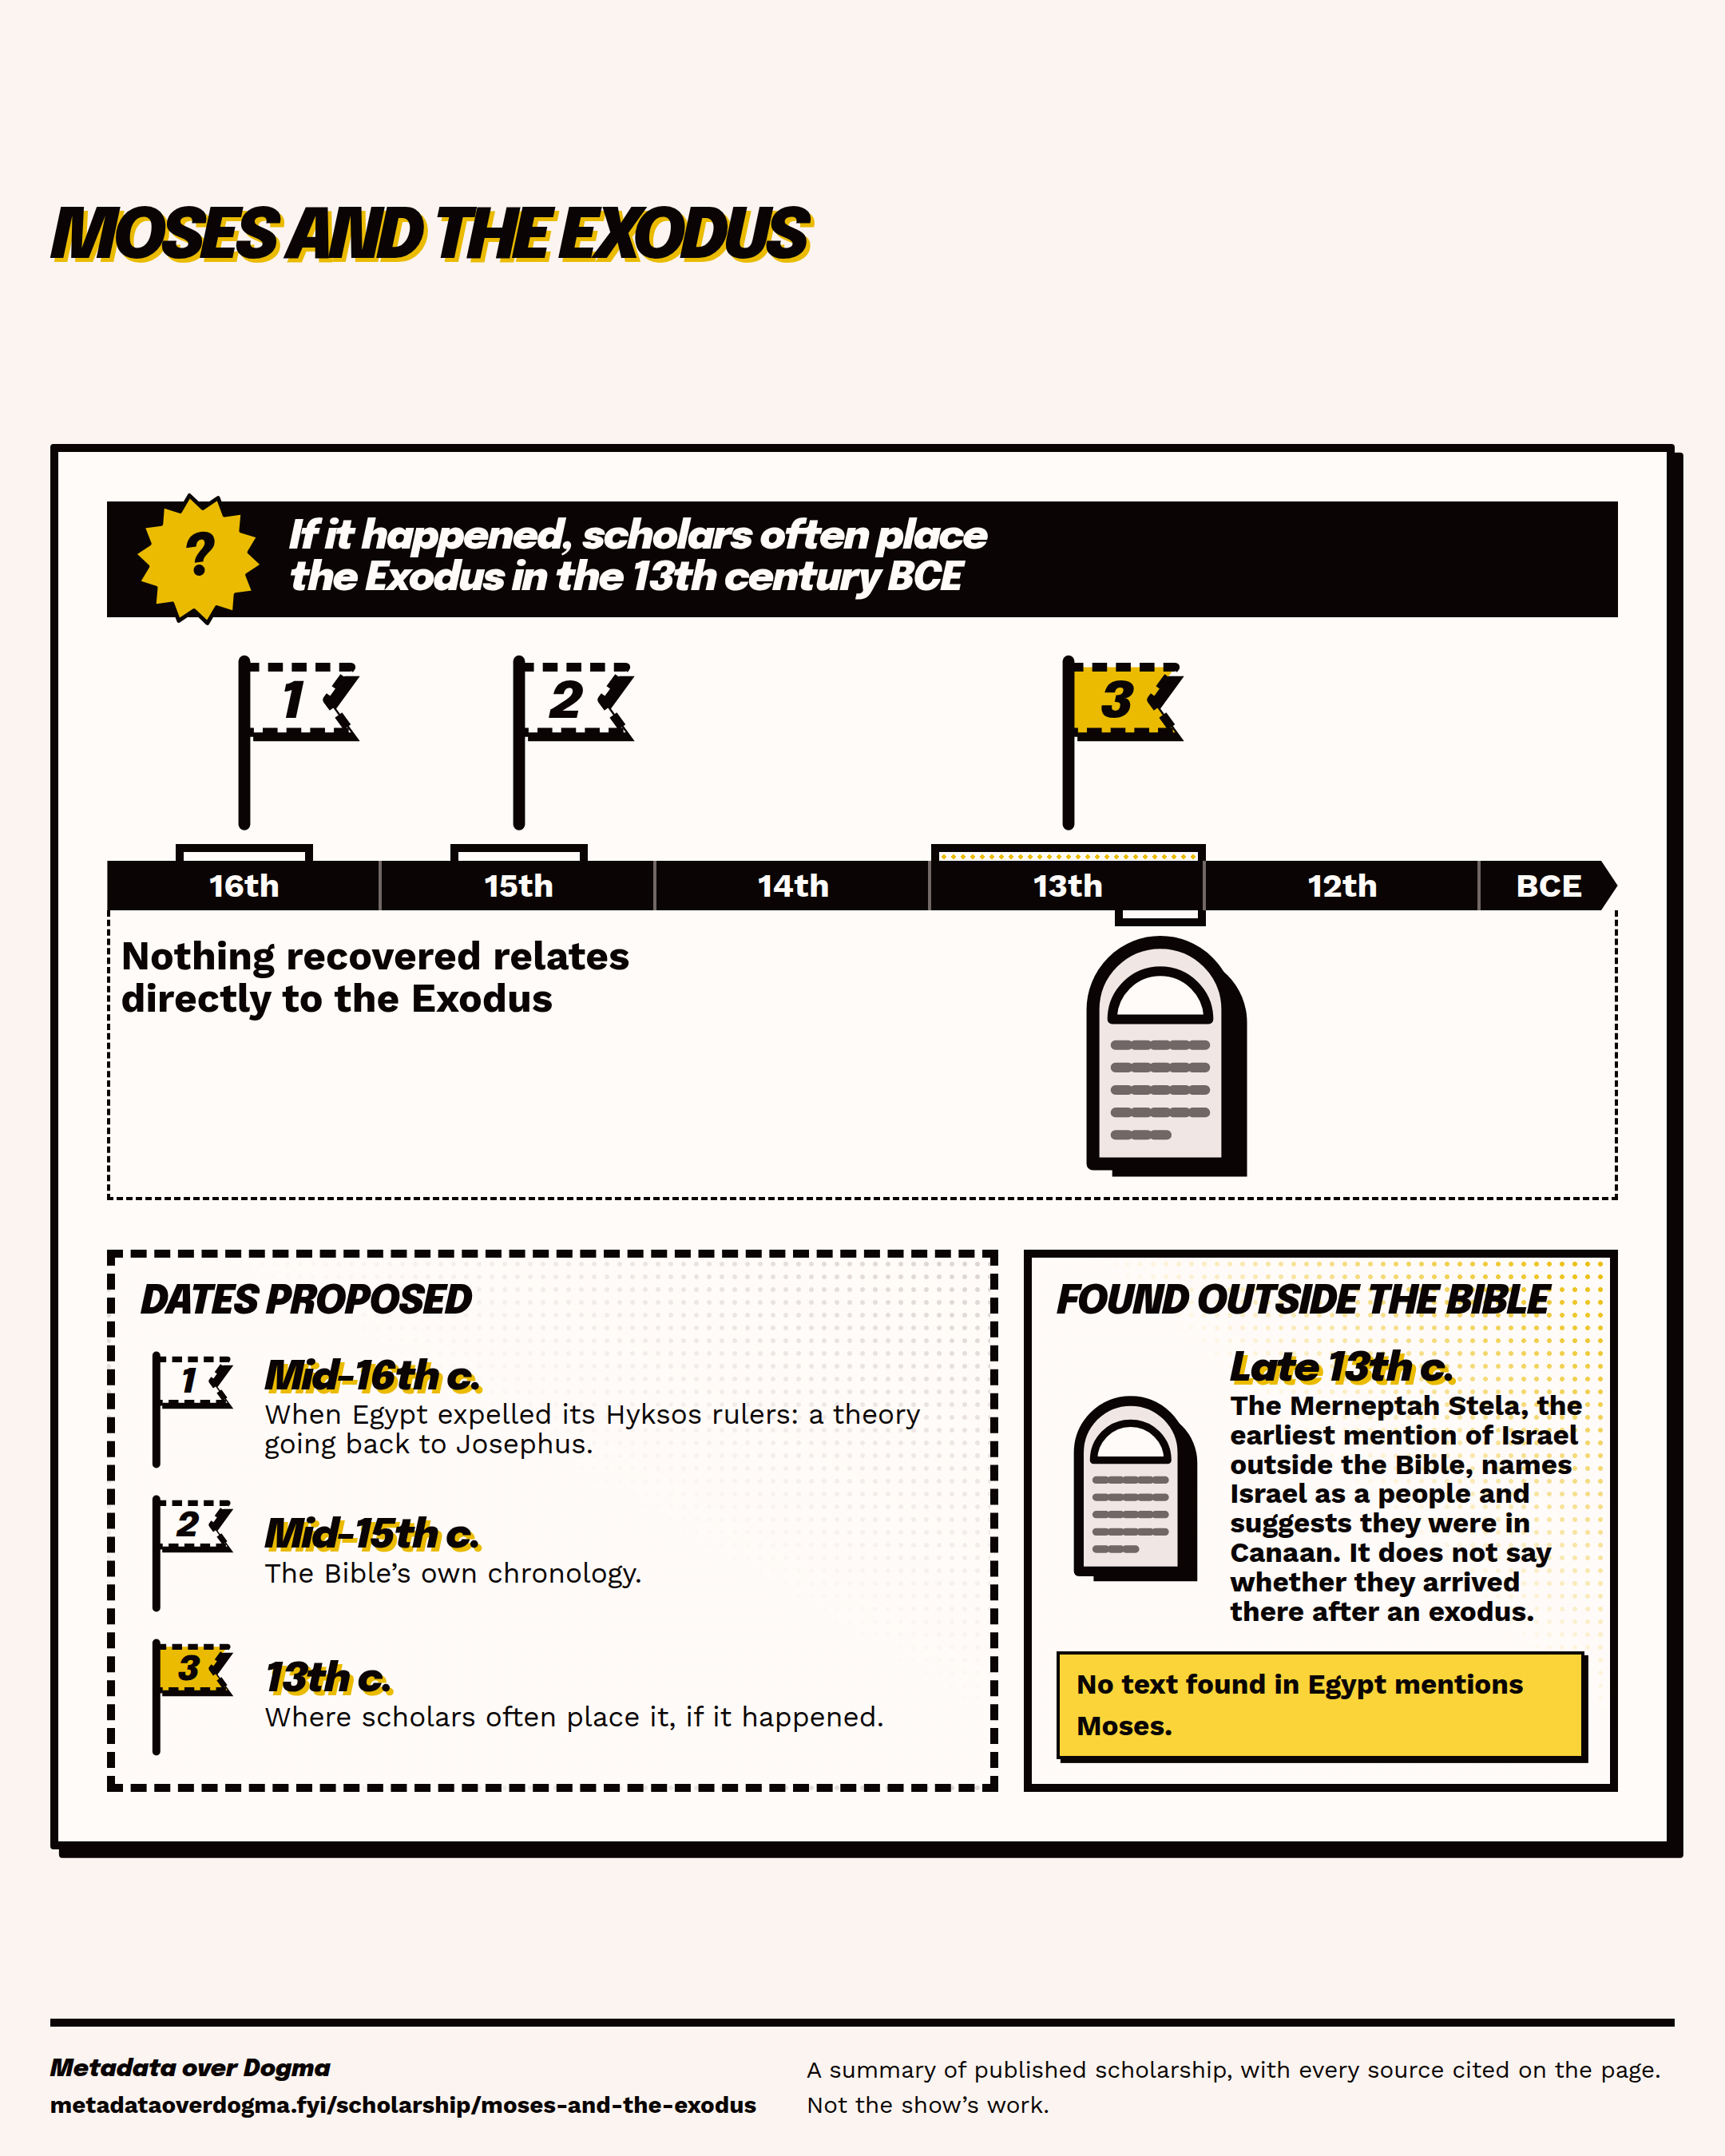 MOSES AND THE EXODUS
?
If it happened, scholars often place
the Exodus in the 13th century BCE
1
2
3
16th
15th
14th
13th
12th
BCE
Nothing recovered relates
directly to the Exodus
DATES PROPOSED
1
Mid-16th c.
When Egypt expelled its Hyksos rulers: a theory
going back to Josephus.
2
Mid-15th c.
The Bible’s own chronology.
3
13th c.
Where scholars often place it, if it happened.
FOUND OUTSIDE THE BIBLE
Late 13th c.
The Merneptah Stela, the
earliest mention of Israel
outside the Bible, names
Israel as a people and
suggests they were in
Canaan. It does not say
whether they arrived
there after an exodus.
No text found in Egypt mentions
Moses.
Metadata over Dogma
metadataoverdogma.fyi/scholarship/moses-and-the-exodus
A summary of published scholarship, with every source cited on the page.
Not the show’s work.